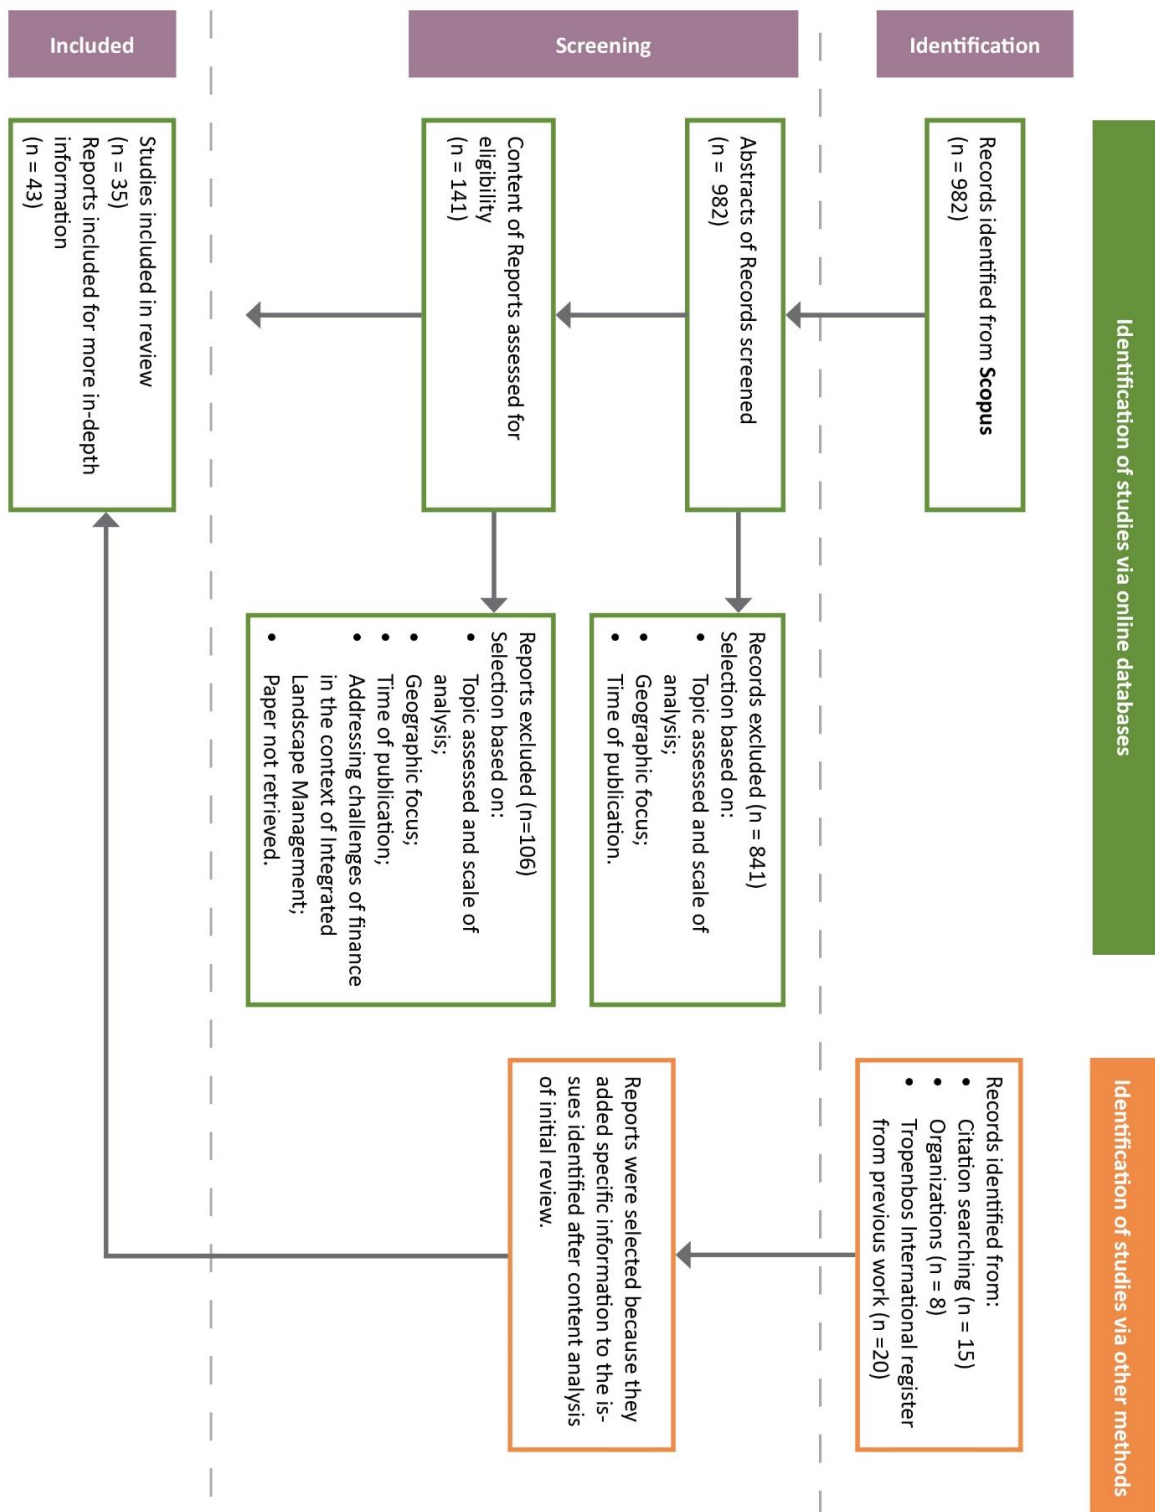 Identification of studies via online databases
Identification of studies via other methods
Identification
Records identified from Scopus
(n = 982)
Records identified from:
• Citation searching (n = 15)
• Organizations (n = 8)
• Tropenbos International register
from previous work (n =20)
Screening
Abstracts of Records screened
(n = 982)
Records excluded (n = 841)
Selection based on:
• Topic assessed and scale of
analysis;
• Geographic focus;
• Time of publication.
Content of Reports assessed for
eligibility
(n = 141)
Reports excluded (n=106)
Selection based on:
• Topic assessed and scale of
analysis;
• Geographic focus;
• Time of publication;
• Addressing challenges of finance
in the context of Integrated
Landscape Management;
• Paper not retrieved.
Reports were selected because they
added specific information to the is-
sues identified after content analysis
of initial review.
Included
Studies included in review
(n = 35)
Reports included for more in-depth
information
(n = 43)